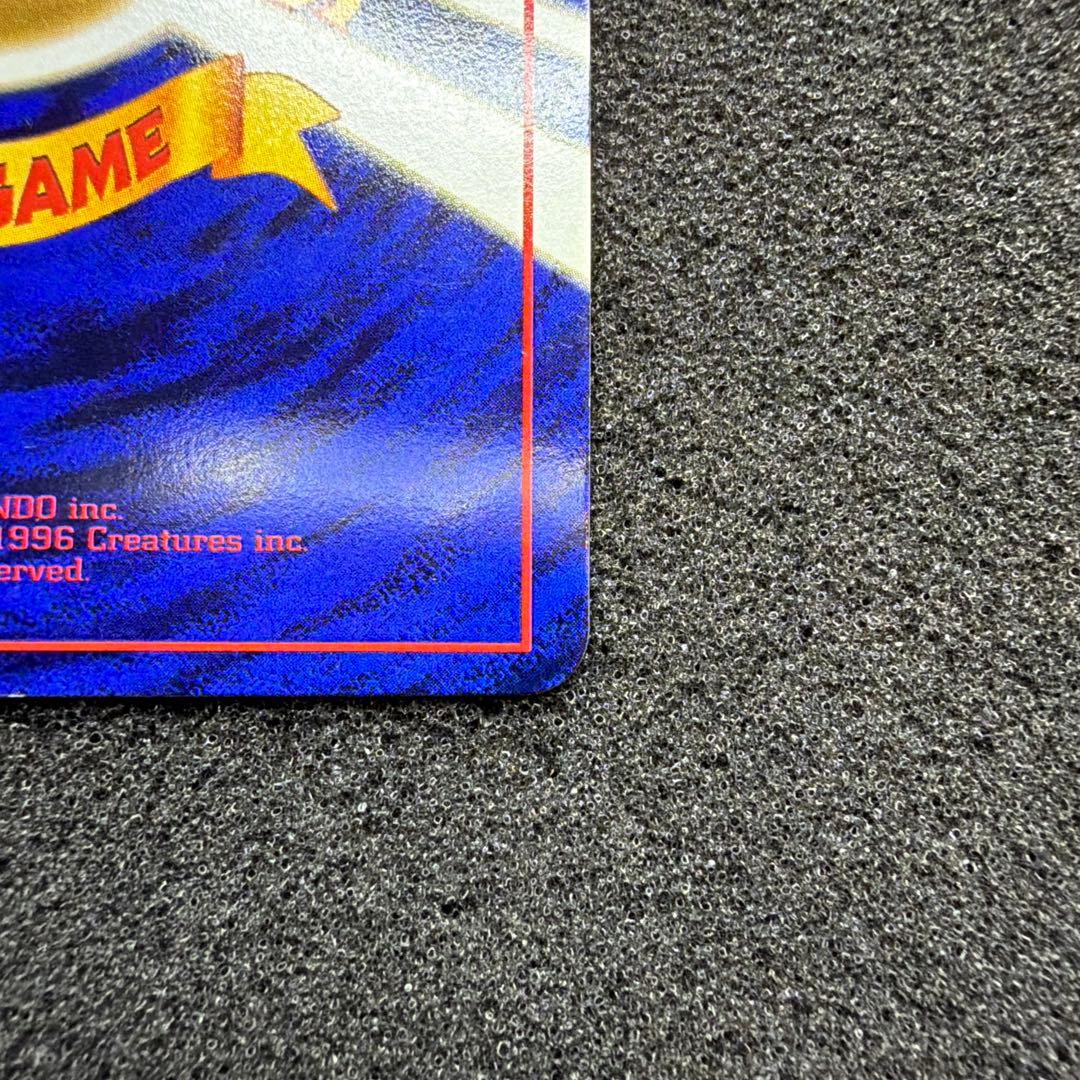 GAME
NDO inc.
1996 Creatures inc.
erved.